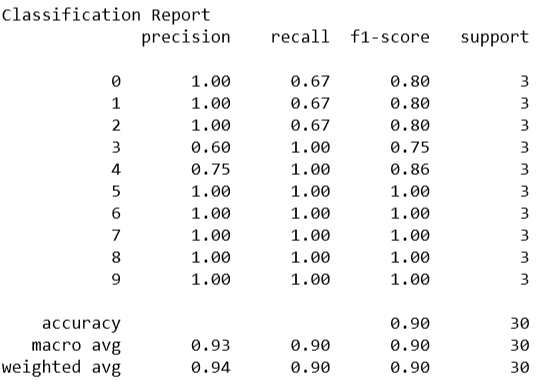 Classification Report
precision recall f1-score support
0 1.00 0.67 0.80 3
1 1.00 0.67 0.80 3
2 1.00 0.67 0.80 3
3 0.60 1.00 0.75 3
4 0.75 1.00 0.86 3
5 1.00 1.00 1.00 3
6 1.00 1.00 1.00 3
7 1.00 1.00 1.00 3
8 1.00 1.00 1.00 3
9 1.00 1.00 1.00 3
accuracy 0.90 30
macro avg 0.93 0.90 0.90 30
weighted avg 0.94 0.90 0.90 30